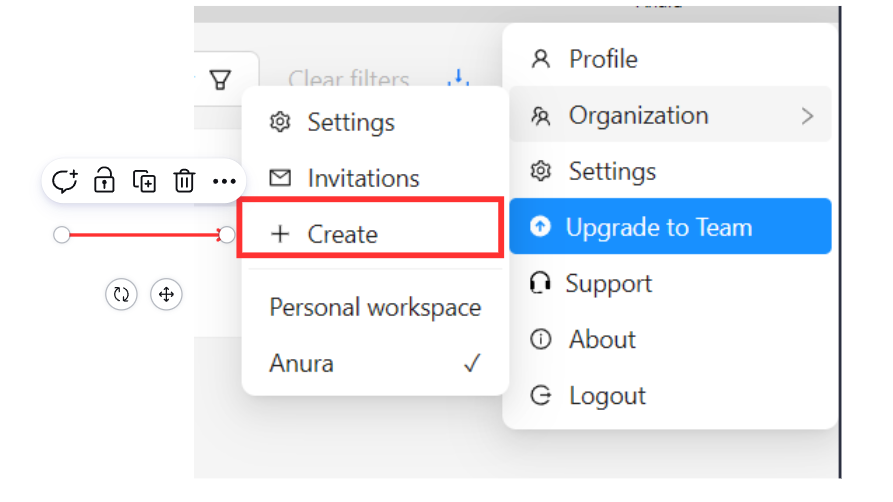 Clear filters
Profile
Organization
Settings
Upgrade to Team
Support
About
Logout
Settings
Invitations
Create
Personal workspace
Anura